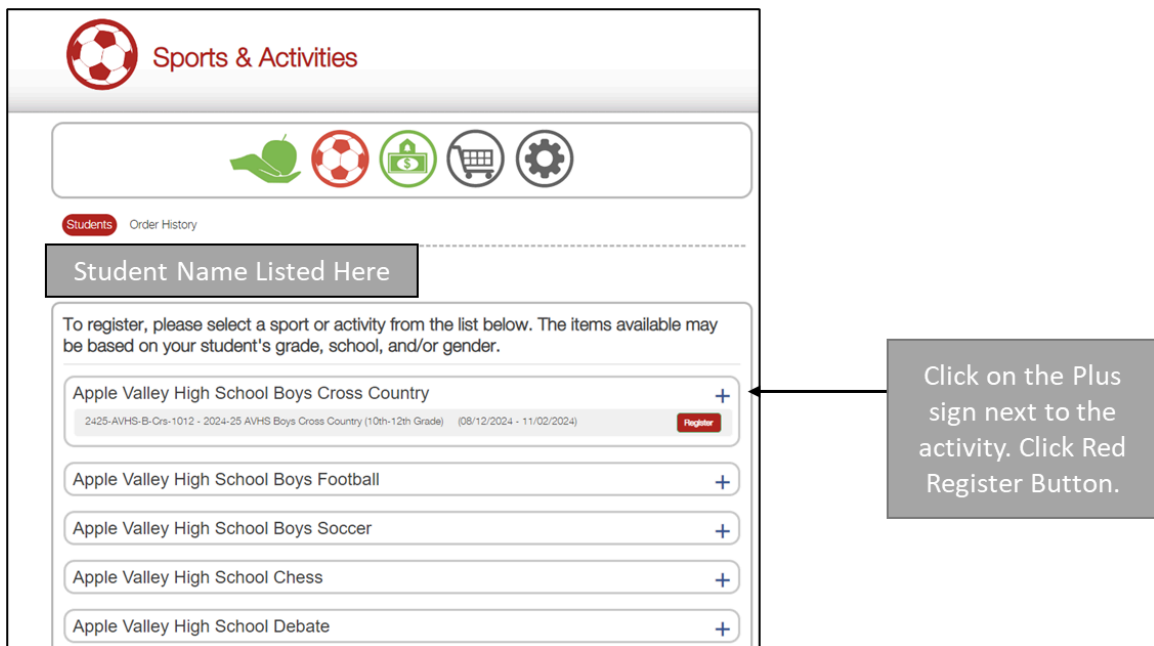 Sports & Activities
Students Order History
Student Name Listed Here
To register, please select a sport or activity from the list below. The items available may
be based on your student's grade, school, and/or gender.
Apple Valley High School Boys Cross Country
2425-AVHS-B-Crs-1012 - 2024-25 AVHS Boys Cross Country (10th-12th Grade) (08/12/2024 - 11/02/2024) Register
Click on the Plus
sign next to the
activity. Click Red
Register Button.
Apple Valley High School Boys Football
Apple Valley High School Boys Soccer
Apple Valley High School Chess
Apple Valley High School Debate